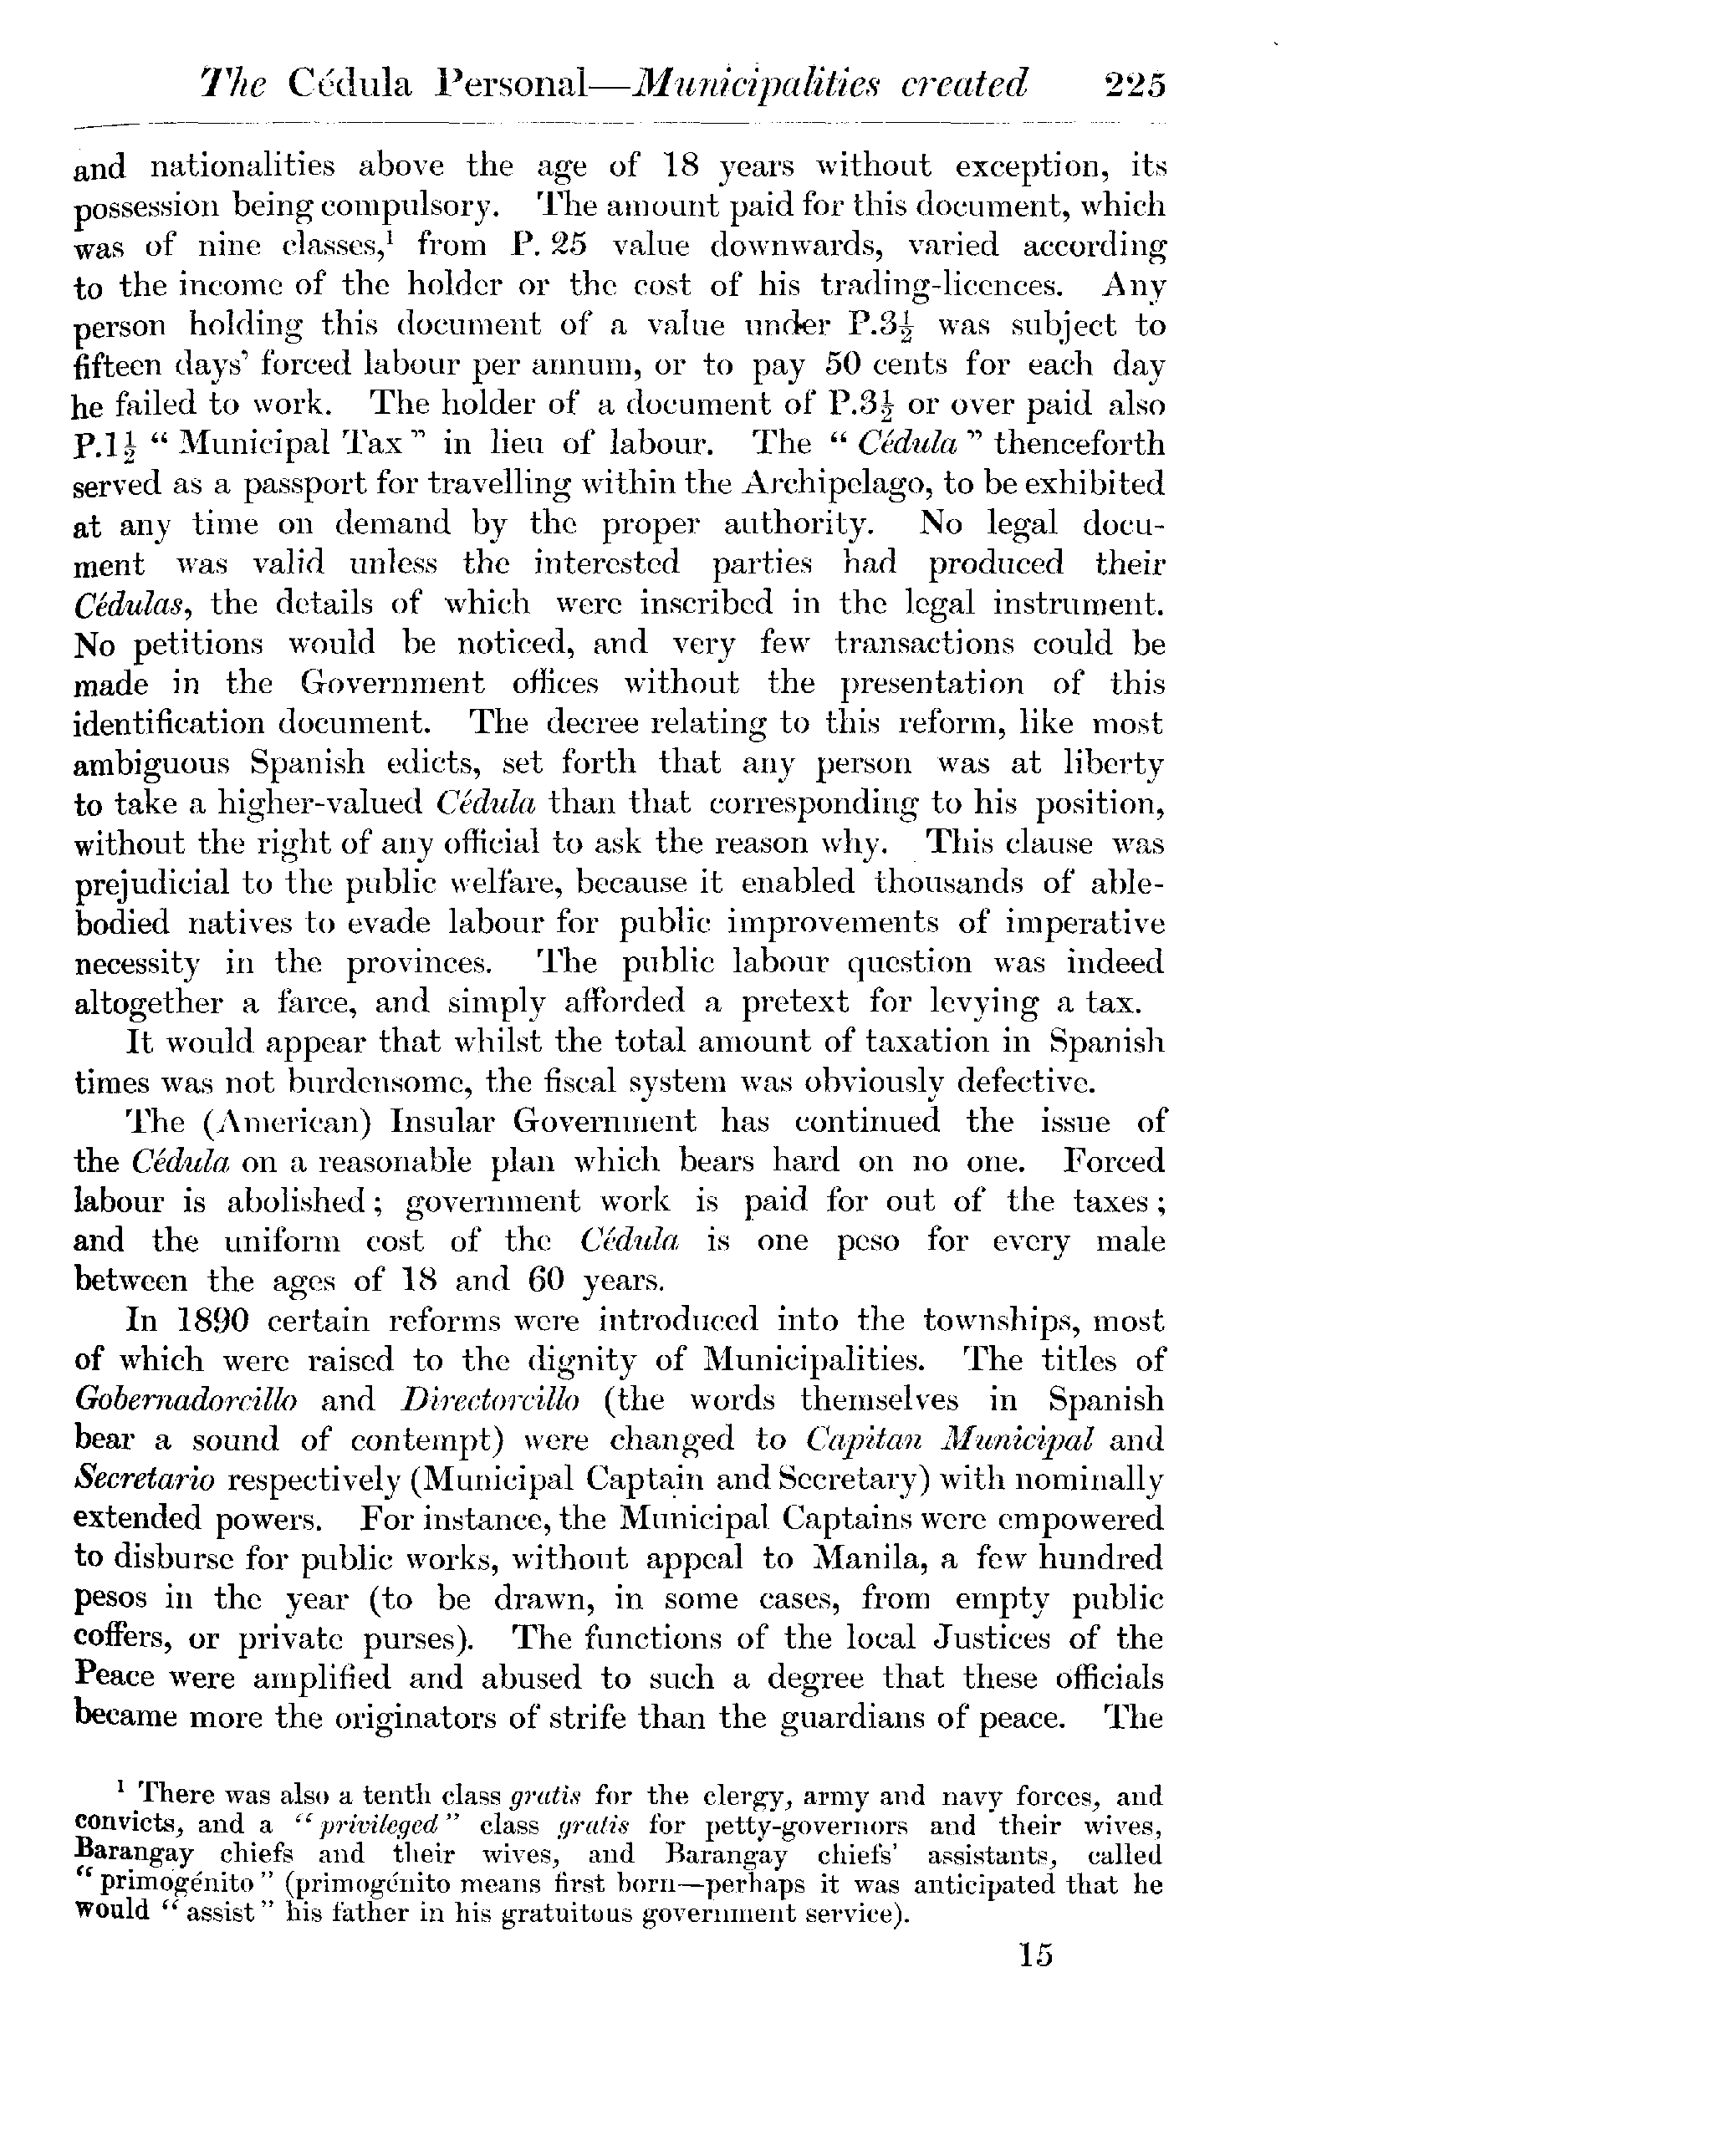 The Cédula Personal—Municipalities created 225
and nationalities above the age of 18 years without exception, its
possession being compulsory. The amount paid for this document, which
was of nine classes,¹ from P. 25 value downwards, varied according
to the income of the holder or the cost of his trading-licences. Any
person holding this document of a value under P.3½ was subject to
fifteen days' forced labour per annum, or to pay 50 cents for each day
he failed to work. The holder of a document of P.3½ or over paid also
P.1½ “ Municipal Tax ” in lieu of labour. The “ Cédula ” thenceforth
served as a passport for travelling within the Archipelago, to be exhibited
at any time on demand by the proper authority. No legal docu-
ment was valid unless the interested parties had produced their
Cédulas, the details of which were inscribed in the legal instrument.
No petitions would be noticed, and very few transactions could be
made in the Government offices without the presentation of this
identification document. The decree relating to this reform, like most
ambiguous Spanish edicts, set forth that any person was at liberty
to take a higher-valued Cédula than that corresponding to his position,
without the right of any official to ask the reason why. This clause was
prejudicial to the public welfare, because it enabled thousands of able-
bodied natives to evade labour for public improvements of imperative
necessity in the provinces. The public labour question was indeed
altogether a farce, and simply afforded a pretext for levying a tax.
It would appear that whilst the total amount of taxation in Spanish
times was not burdensome, the fiscal system was obviously defective.
The (American) Insular Government has continued the issue of
the Cédula on a reasonable plan which bears hard on no one. Forced
labour is abolished ; government work is paid for out of the taxes ;
and the uniform cost of the Cédula is one peso for every male
between the ages of 18 and 60 years.
In 1890 certain reforms were introduced into the townships, most
of which were raised to the dignity of Municipalities. The titles of
Gobernadorcillo and Directorcillo (the words themselves in Spanish
bear a sound of contempt) were changed to Capitan Municipal and
Secretario respectively (Municipal Captain and Secretary) with nominally
extended powers. For instance, the Municipal Captains were empowered
to disburse for public works, without appeal to Manila, a few hundred
pesos in the year (to be drawn, in some cases, from empty public
coffers, or private purses). The functions of the local Justices of the
Peace were amplified and abused to such a degree that these officials
became more the originators of strife than the guardians of peace. The
¹ There was also a tenth class gratis for the clergy, army and navy forces, and
convicts, and a “ privileged ” class gratis for petty-governors and their wives,
Barangay chiefs and their wives, and Barangay chiefs' assistants, called
“ primogénito ” (primogénito means first born—perhaps it was anticipated that he
would “ assist ” his father in his gratuitous government service).
15